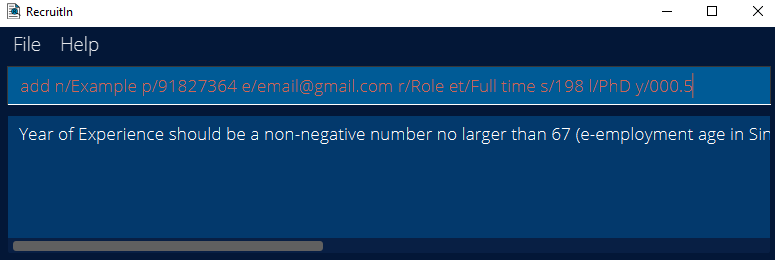 RecruitIn
File Help
add n/Example p/91827364 e/email@gmail.com r/Role et/Full time s/198 l/PhD y/000.5
Year of Experience should be a non-negative number no larger than 67 (e-employment age in Sin